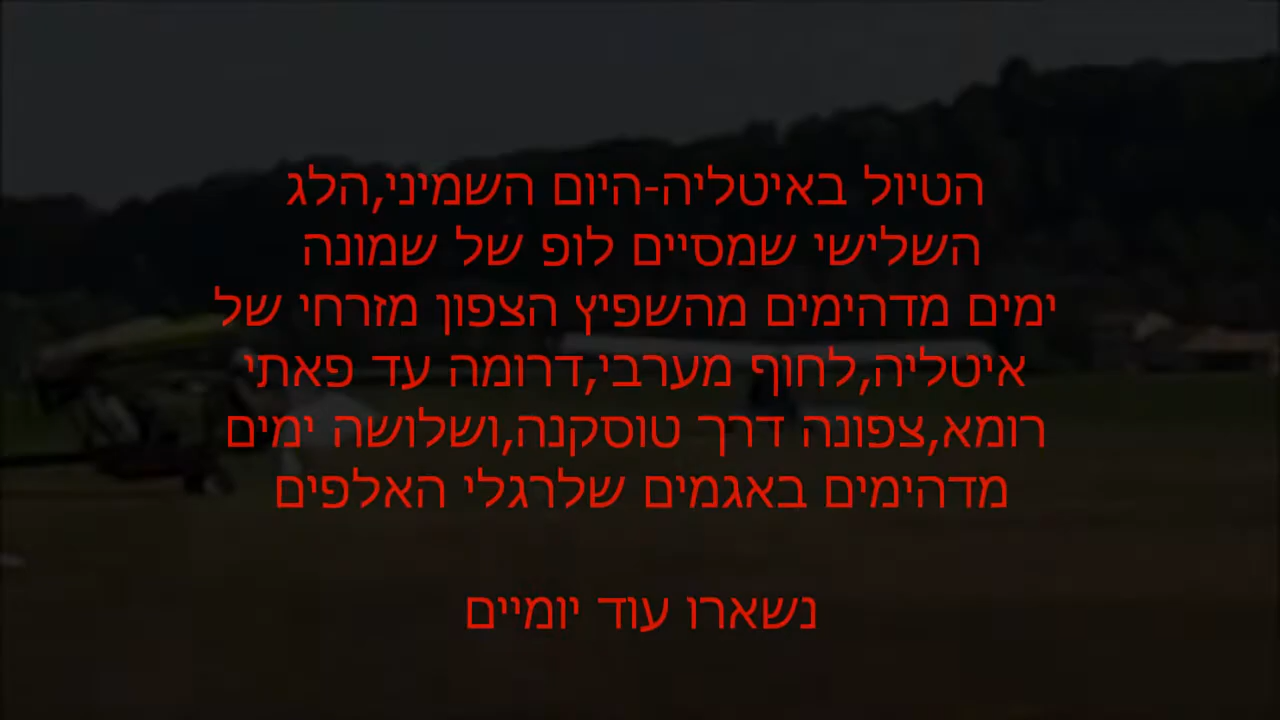 הטיול באיטליה-היום השמיני,הלג
השלישי שמסיים לופ של שמונה
ימים מדהימים מהשפיץ הצפון מזרחי של
איטליה,לחוף מערבי,דרומה עד פאתי
רומא,צפונה דרך טוסקנה,ושלושה ימים
מדהימים באגמים שלרגלי האלפים
נשארו עוד יומיים